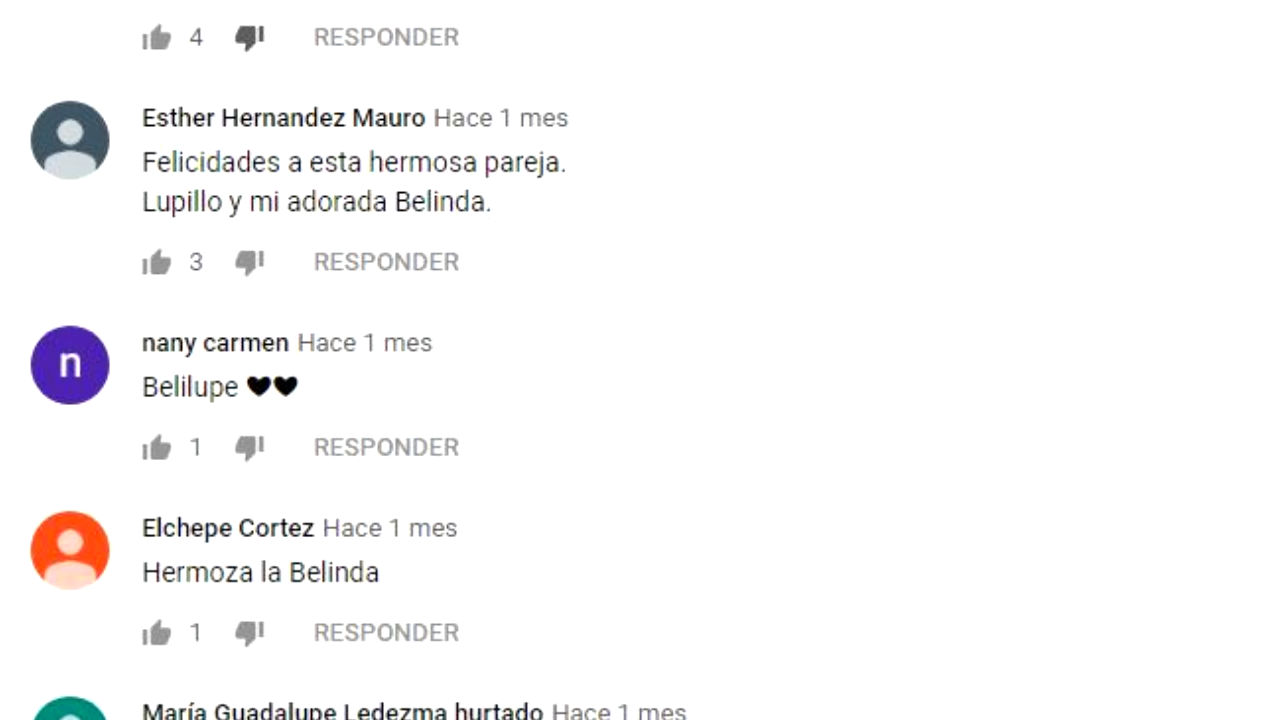 4 RESPONDER
Esther Hernandez Mauro Hace 1 mes
Felicidades a esta hermosa pareja.
Lupillo y mi adorada Belinda.
3 RESPONDER
n
nany carmen Hace 1 mes
Belilupe 🖤🖤
1 RESPONDER
Elchepe Cortez Hace 1 mes
Hermoza la Belinda
1 RESPONDER
María Guadalupe Ledezma hurtado Hace 1 mes